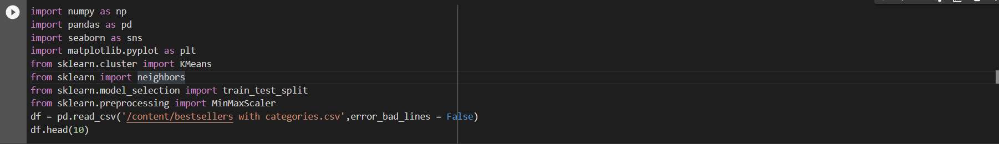 import numpy as np
import pandas as pd
import seaborn as sns
import matplotlib.pyplot as plt
from sklearn.cluster import KMeans
from sklearn import neighbors
from sklearn.model_selection import train_test_split
from sklearn.preprocessing import MinMaxScaler
df = pd.read_csv('/content/bestsellers with categories.csv',error_bad_lines = False)
df.head(10)